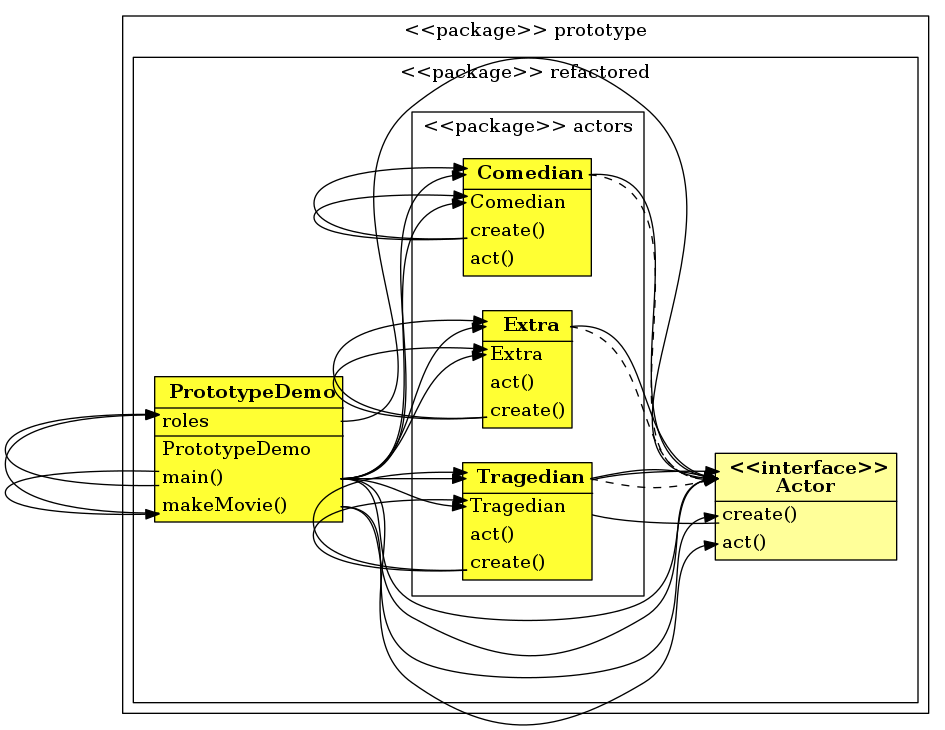 <<package>> prototype
<<package>> refactored
<<package>> actors
Comedian
Comedian
create()
act()
Extra
Extra
act()
create()
PrototypeDemo
roles
PrototypeDemo
main()
makeMovie()
Tragedian
Tragedian
act()
create()
<<interface>>
Actor
create()
act()